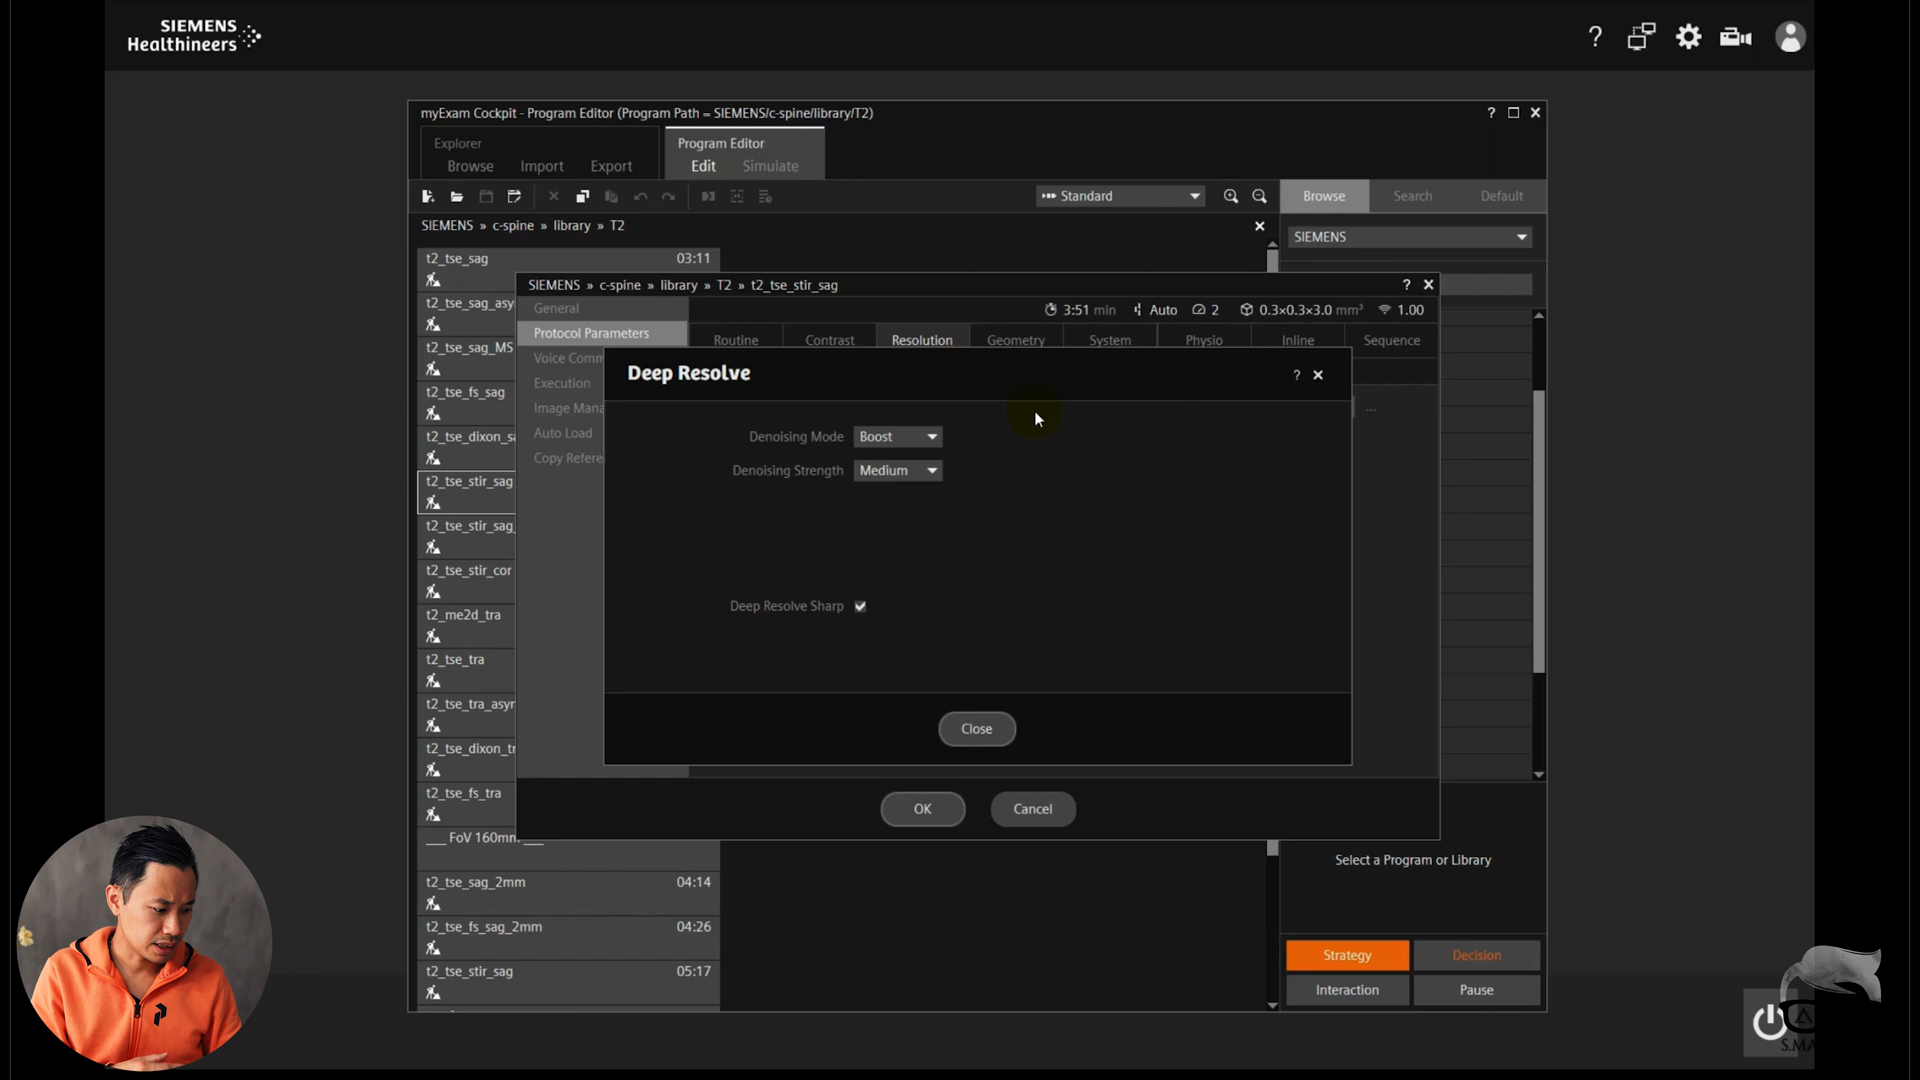 SIEMENS
Healthineers
myExam Cockpit - Program Editor (Program Path = SIEMENS/c-spine/library/T2)
Explorer
Browse Import Export
Program Editor
Edit Simulate
Standard
Browse Search Default
SIEMENS » c-spine » library » T2
SIEMENS
t2_tse_sag 03:11
t2_tse_sag_asy
t2_tse_sag_MS
t2_tse_fs_sag
t2_tse_dixon_sa
t2_tse_stir_sag
t2_tse_stir_sag_
t2_tse_stir_cor
t2_me2d_tra
t2_tse_tra
t2_tse_tra_asyr
t2_tse_dixon_tr
t2_tse_fs_tra
___ FoV 160mm ___
t2_tse_sag_2mm 04:14
t2_tse_fs_sag_2mm 04:26
t2_tse_stir_sag 05:17
SIEMENS » c-spine » library » T2 » t2_tse_stir_sag
General
Protocol Parameters
Voice Comm
Execution
Image Mana
Auto Load
Copy Refere
3:51 min Auto 2 0.3×0.3×3.0 mm³ 1.00
Routine Contrast Resolution Geometry System Physio Inline Sequence
...
Deep Resolve
Denoising Mode Boost
Denoising Strength Medium
Deep Resolve Sharp
Close
OK Cancel
Select a Program or Library
Strategy Decision
Interaction Pause
S.MA